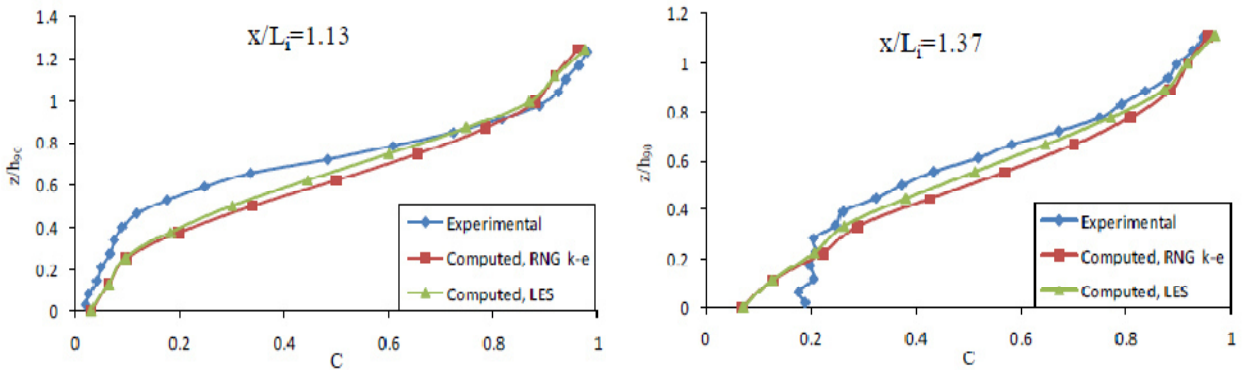 x/Li=1.13
1.4
1.2
1
0.8
0.6
0.4
0.2
0
z/h90
0
0.2
0.4
0.6
0.8
1
C
Experimental
Computed, RNG k-e
Computed, LES
x/Li=1.37
1.2
1
0.8
0.6
0.4
0.2
0
z/h90
0
0.2
0.4
0.6
0.8
1
C
Experimental
Computed, RNG k-e
Computed, LES